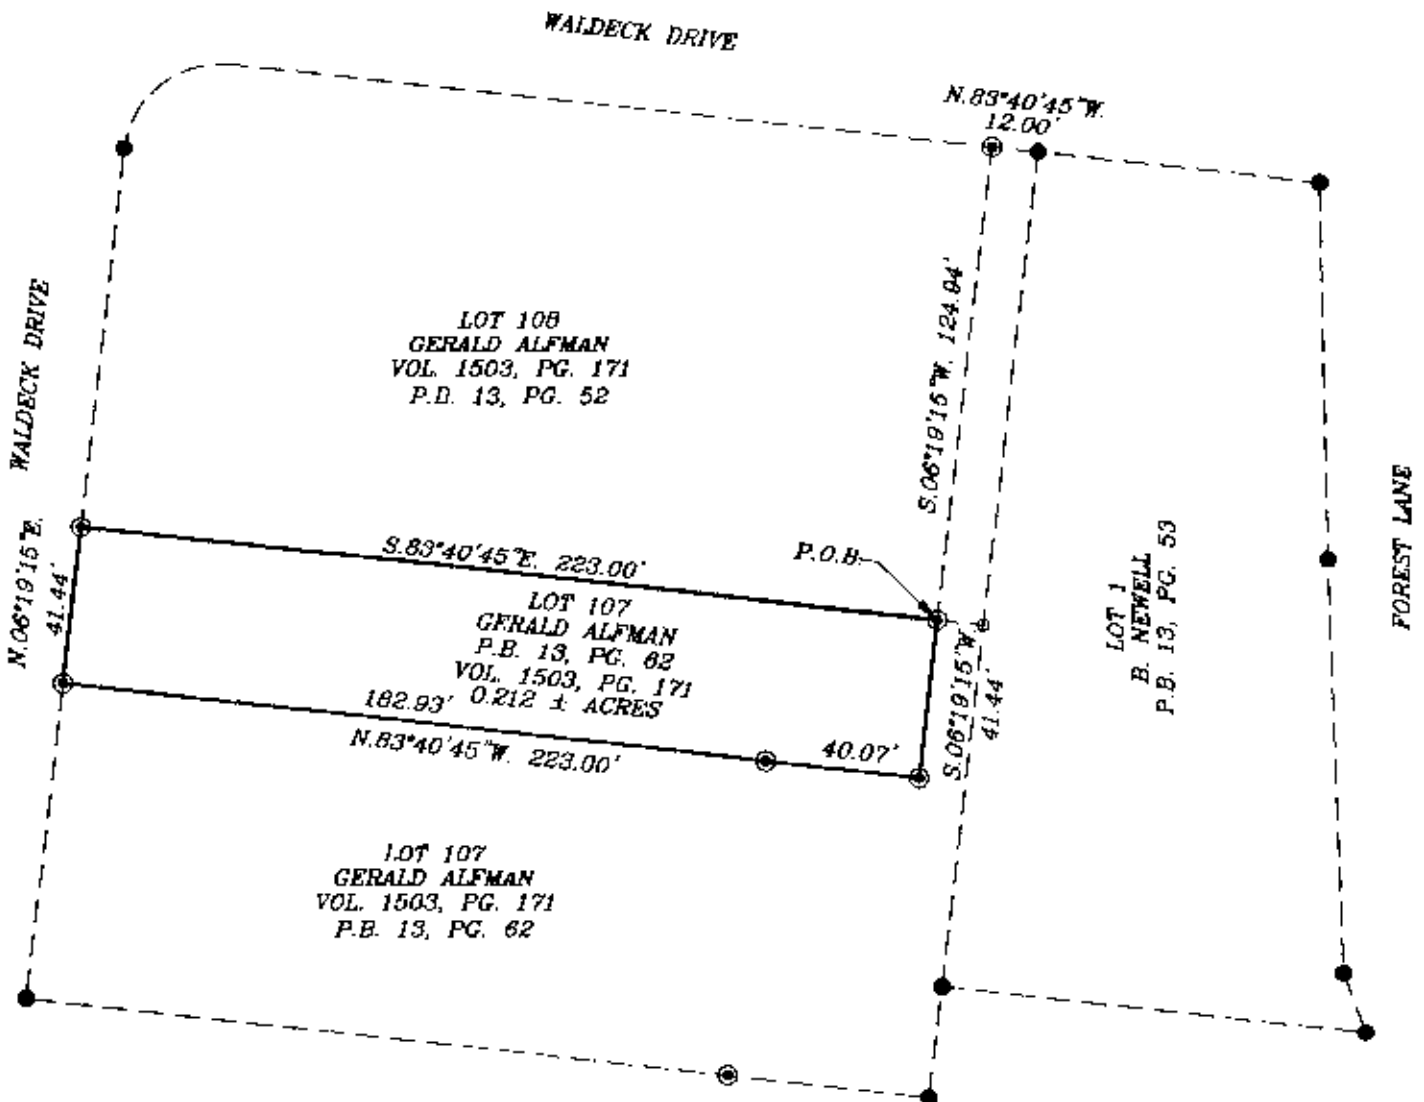 WALDECK DRIVE
N.83°40'45"W.
12.00'
WALDECK DRIVE
LOT 108
GERALD ALFMAN
VOL. 1503, PG. 171
P.B. 13, PG. 52
S.06°19'15"W. 124.94'
N.06°19'15"E.
41.44'
S.83°40'45"E. 223.00'
P.O.B.
LOT 107
GERALD ALFMAN
P.B. 13, PG. 62
VOL. 1503, PG. 171
0.212 ± ACRES
182.93'
N.83°40'45"W. 223.00'
40.07'
S.06°19'15"W
41.44'
LOT 1
B. NEWELL
P.B. 13, PG. 53
FOREST LANE
LOT 107
GERALD ALFMAN
VOL. 1503, PG. 171
P.B. 13, PG. 62